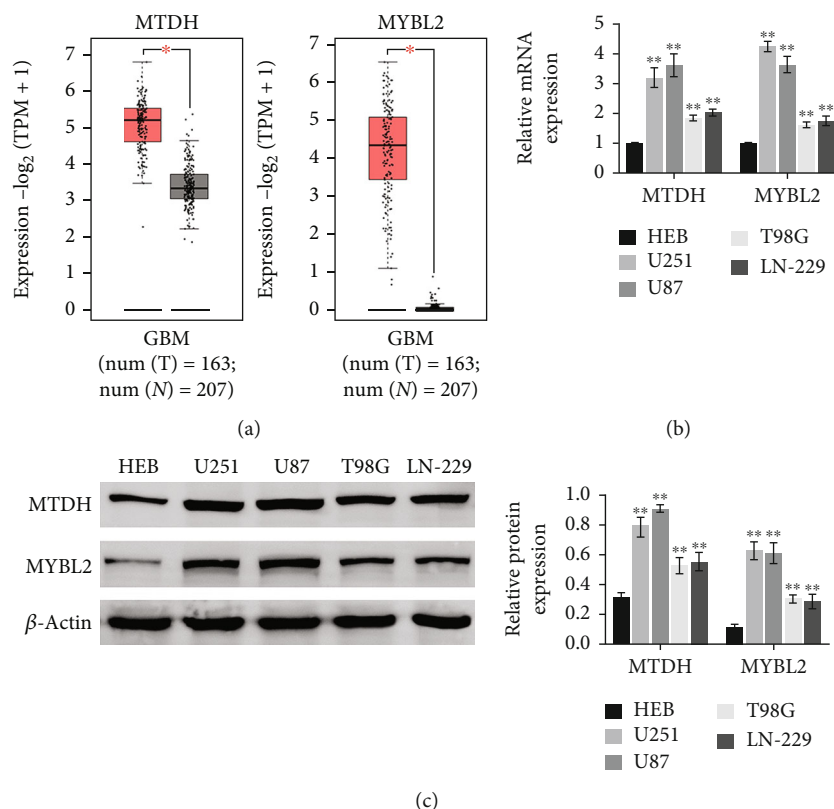 MTDH
7
6
5
4
3
2
1
0
Expression –log2 (TPM + 1)
*
GBM
(num (T) = 163;
num (N) = 207)
MYBL2
7
6
5
4
3
2
1
0
Expression –log2 (TPM + 1)
*
GBM
(num (T) = 163;
num (N) = 207)
(a)
5
4
3
2
1
0
Relative mRNA
expression
** ** ** **
** ** ** **
MTDH MYBL2
HEB T98G
U251 LN-229
U87
(b)
HEB U251 U87 T98G LN-229
MTDH
MYBL2
β-Actin
1.0
0.8
0.6
0.4
0.2
0.0
Relative protein
expression
** ** ** **
** ** ** **
MTDH MYBL2
HEB T98G
U251 LN-229
U87
(c)